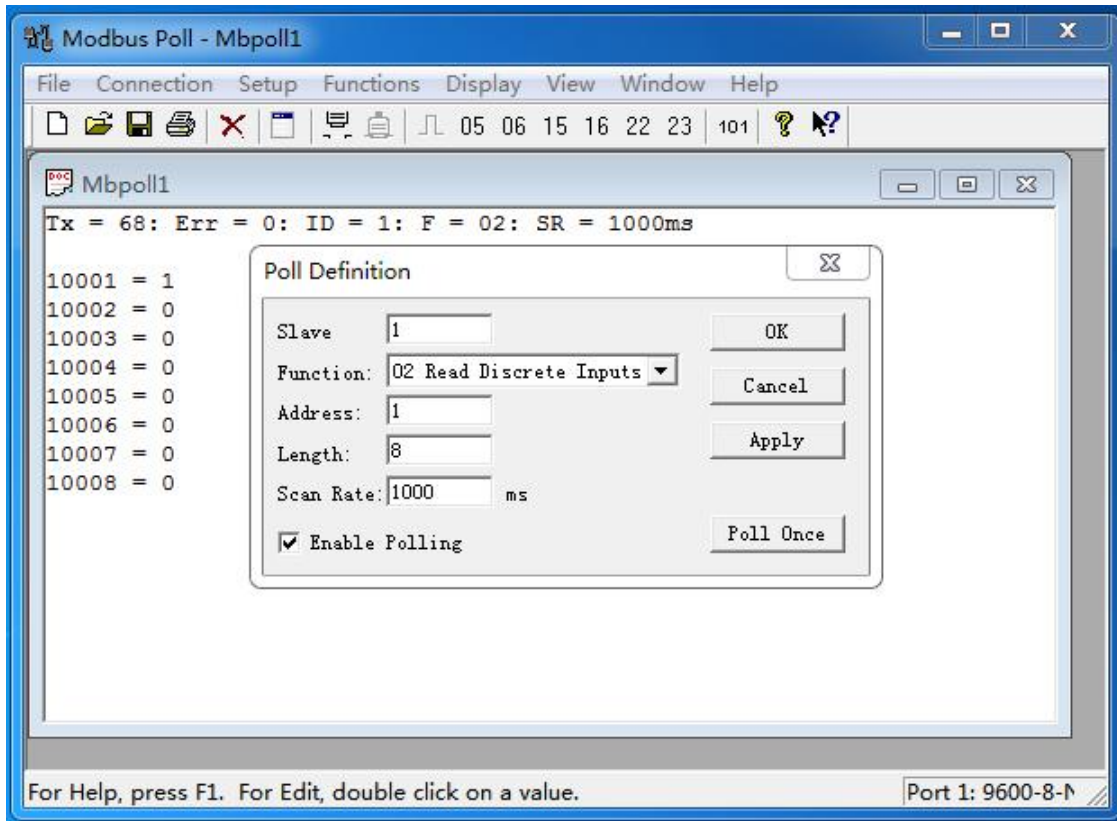 Modbus Poll - Mbpoll1
File Connection Setup Functions Display View Window Help
05 06 15 16 22 23 101
Mbpoll1
Tx = 68: Err = 0: ID = 1: F = 02: SR = 1000ms
10001 = 1
10002 = 0
10003 = 0
10004 = 0
10005 = 0
10006 = 0
10007 = 0
10008 = 0
Poll Definition
Slave 1
OK
Function: 02 Read Discrete Inputs
Cancel
Address: 1
Apply
Length: 8
Scan Rate: 1000 ms
Enable Polling
Poll Once
For Help, press F1. For Edit, double click on a value.
Port 1: 9600-8-N